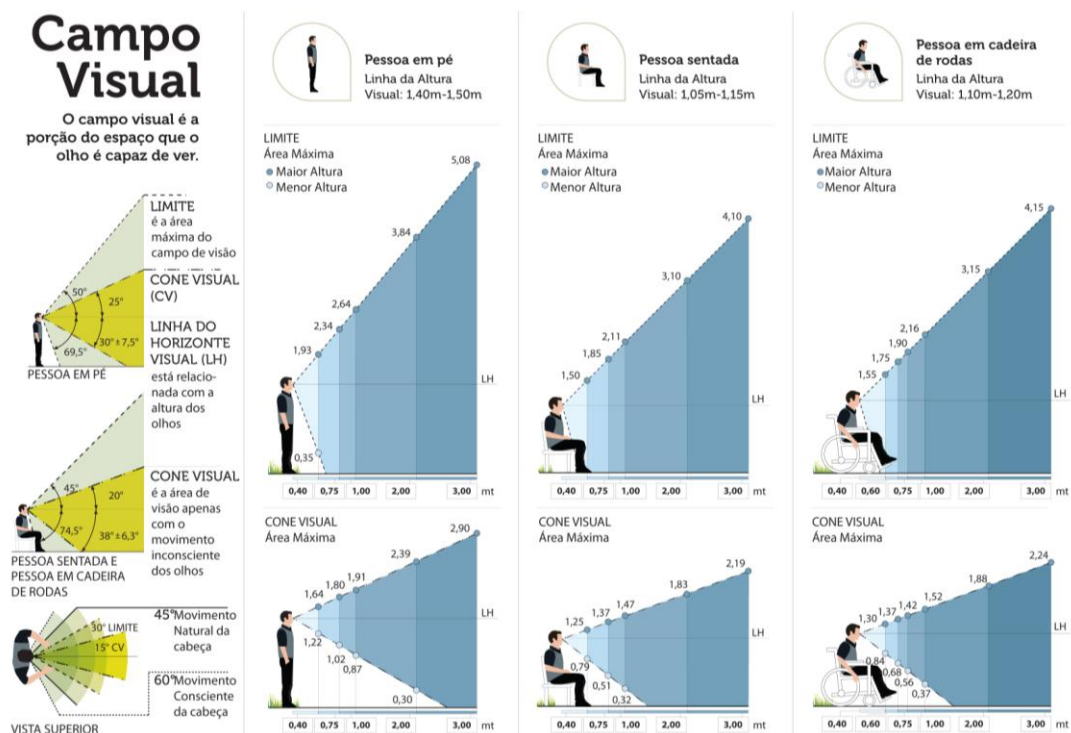 Campo
Visual
O campo visual é a
porção do espaço que o
olho é capaz de ver.
LIMITE
é a área
máxima do
campo de visão
CONE VISUAL
(CV)
LINHA DO
HORIZONTE
VISUAL (LH)
está relacio-
nada com a
altura dos
olhos
50°
25°
30° ± 7,5°
69,5°
PESSOA EM PÉ
CONE VISUAL
é a área de
visão apenas
com o
movimento
inconsciente
dos olhos
45°
20°
74,5°
38° ± 6,3°
PESSOA SENTADA E
PESSOA EM CADEIRA
DE RODAS
45° Movimento
Natural da
cabeça
30° LIMITE
15° CV
60° Movimento
Consciente
da cabeça
VISTA SUPERIOR
Pessoa em pé
Linha da Altura
Visual: 1,40m-1,50m
LIMITE
Área Máxima
Maior Altura
Menor Altura
5,08
3,84
2,64
2,34
1,93
LH
0,35
0,40 0,75 1,00 2,00 3,00 mt
CONE VISUAL
Área Máxima
2,90
2,39
1,91
1,80
1,64
LH
1,22
1,02
0,87
0,30
0,40 0,75 1,00 2,00 3,00 mt
Pessoa sentada
Linha da Altura
Visual: 1,05m-1,15m
LIMITE
Área Máxima
Maior Altura
Menor Altura
4,10
3,10
2,11
1,85
1,50
LH
0,40 0,75 1,00 2,00 3,00 mt
CONE VISUAL
Área Máxima
2,19
1,83
1,47
1,37
1,25
LH
0,79
0,51
0,32
0,40 0,75 1,00 2,00 3,00 mt
Pessoa em cadeira
de rodas
Linha da Altura
Visual: 1,10m-1,20m
LIMITE
Área Máxima
Maior Altura
Menor Altura
4,15
3,15
2,16
1,90
1,75
1,55
LH
0,40 0,60 0,75 1,00 2,00 3,00 mt
CONE VISUAL
Área Máxima
2,24
1,88
1,52
1,42
1,37
1,30
LH
0,84
0,68
0,56
0,37
0,40 0,60 0,75 1,00 2,00 3,00 mt